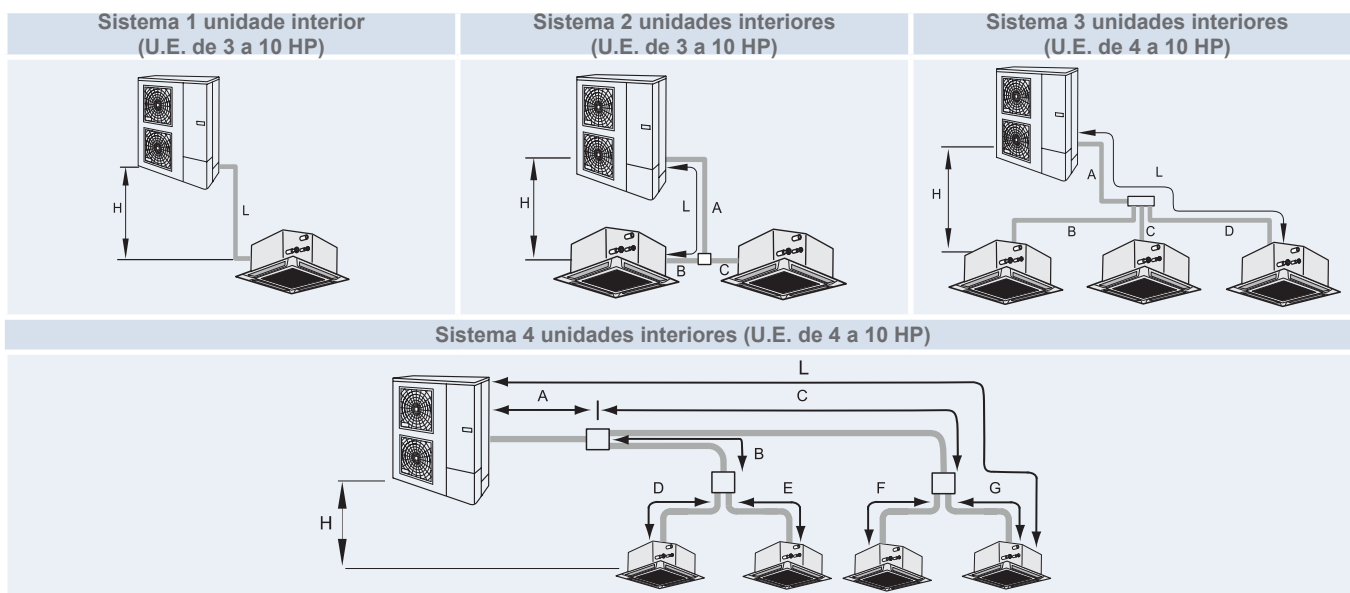 Sistema 1 unidade interior
(U.E. de 3 a 10 HP)
H
L
Sistema 2 unidades interiores
(U.E. de 3 a 10 HP)
H
L
A
B
C
Sistema 3 unidades interiores
(U.E. de 4 a 10 HP)
H
A
L
B
C
D
Sistema 4 unidades interiores (U.E. de 4 a 10 HP)
L
A
C
B
D
E
F
G
H